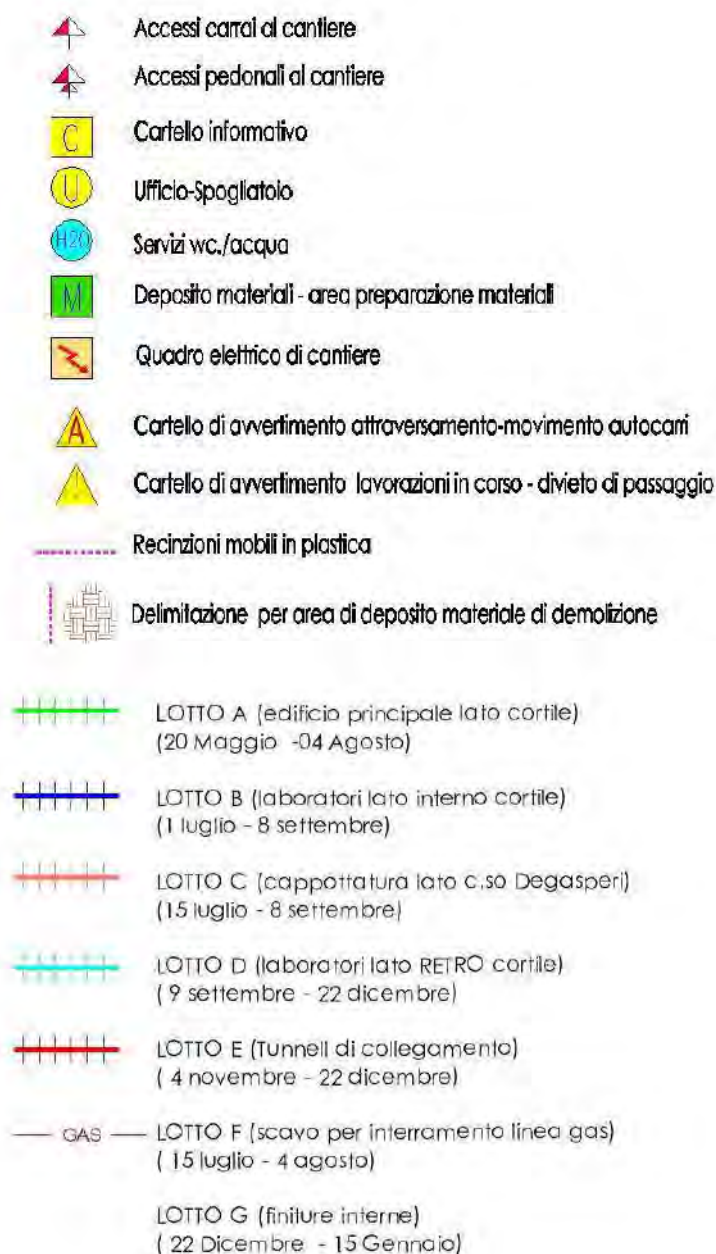 Accessi carrai al cantiere
Accessi pedonali al cantiere
C Cartello informativo
U Ufficio-Spogliatoio
H2O Servizi wc./acqua
M Deposito materiali - area preparazione materiali
Quadro elettrico di cantiere
A Cartello di avvertimento attraversamento-movimento autocarri
Cartello di avvertimento lavorazioni in corso - divieto di passaggio
Recinzioni mobili in plastica
Delimitazione per area di deposito materiale di demolizione
LOTTO A (edificio principale lato cortile)
(20 Maggio -04 Agosto)
LOTTO B (laboratori lato interno cortile)
(1 luglio - 8 settembre)
LOTTO C (cappottatura lato c.so Degasperi)
(15 luglio - 8 settembre)
LOTTO D (laboratori lato RETRO cortile)
( 9 settembre - 22 dicembre)
LOTTO E (Tunnell di collegamento)
( 4 novembre - 22 dicembre)
GAS LOTTO F (scavo per interramento linea gas)
( 15 luglio - 4 agosto)
LOTTO G (finiture interne)
( 22 Dicembre - 15 Gennaio)